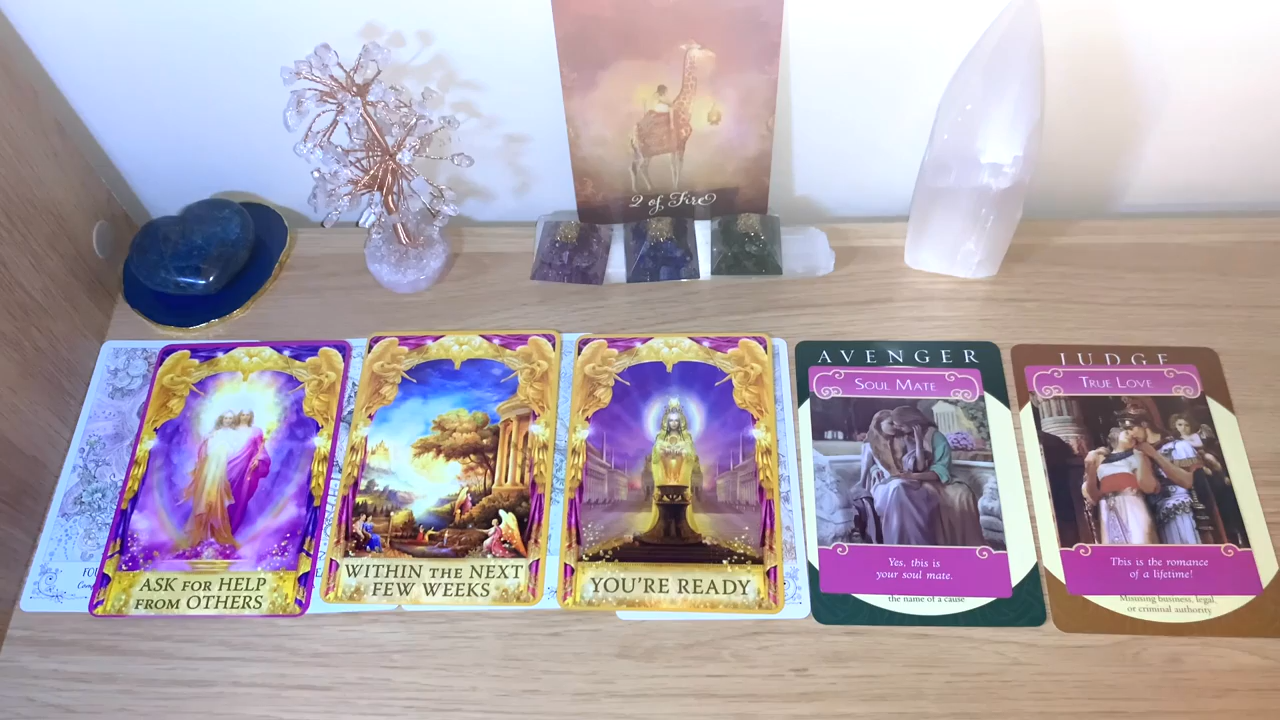 2 of Fire
ASK FOR HELP
FROM OTHERS
WITHIN THE NEXT
FEW WEEKS
YOU'RE READY
AVENGER
SOUL MATE
Yes, this is
your soul mate.
the name of a cause
JUDGE
TRUE LOVE
This is the romance
of a lifetime!
Misusing business, legal,
or criminal authority